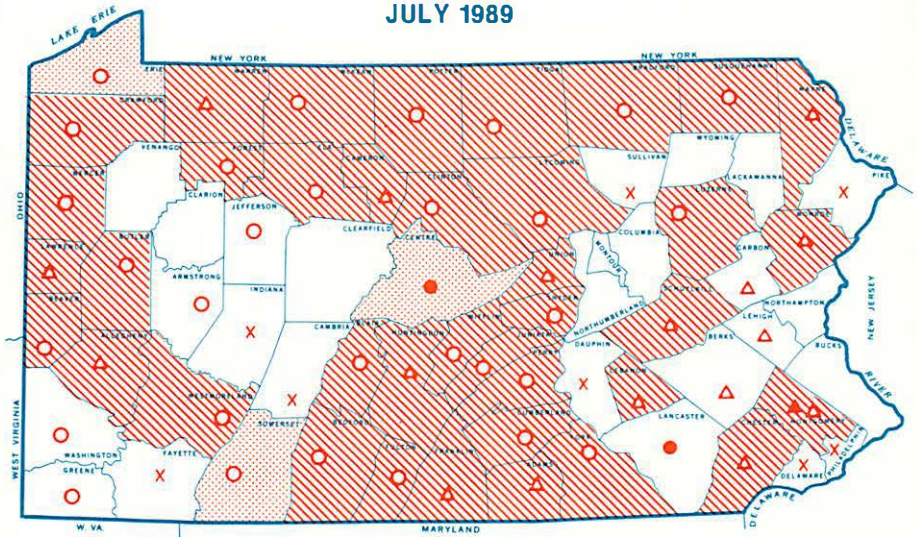 JULY 1989
LAKE ERIE
NEW YORK
NEW YORK
ERIE
WARREN
MCKEAN
POTTER
TIOGA
BRADFORD
SUSQUEHANNA
WAYNE
CRAWFORD
DELAWARE
WYOMING
VENANGO
FOREST
ELK
CAMERON
LYCOMING
SULLIVAN
LACKAWANNA
PIKE
MERCER
CLINTON
LUZERNE
OHIO
CLARION
JEFFERSON
MONROE
CLEARFIELD
CENTRE
COLUMBIA
BUTLER
LAWRENCE
UNION
MONTOUR
CARBON
ARMSTRONG
INDIANA
SNYDER
SCHUYLKILL
NORTHAMPTON
NEW JERSEY
BEAVER
CAMBRIA
BLAIR
HUNTINGDON
MIFFLIN
NORTHUMBERLAND
LEHIGH
ALLEGHENY
JUNIATA
PERRY
DAUPHIN
BERKS
BUCKS
LEBANON
RIVER
WESTMORELAND
CUMBERLAND
LANCASTER
CHESTER
MONTGOMERY
WEST VIRGINIA
SOMERSET
BEDFORD
WASHINGTON
FAYETTE
FULTON
FRANKLIN
ADAMS
YORK
DELAWARE
PHILADELPHIA
GREENE
DELAWARE
W. VA.
MARYLAND